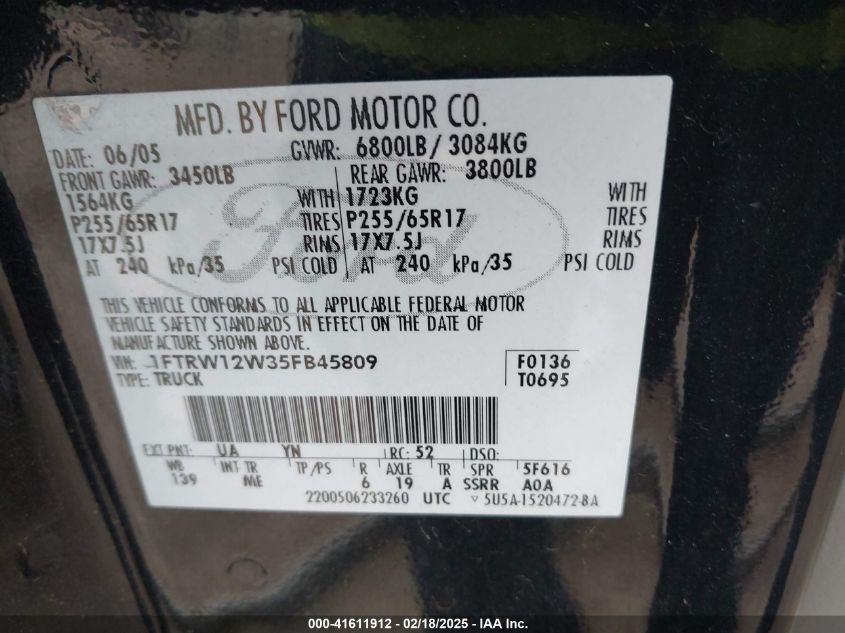 MFD. BY FORD MOTOR CO.
DATE: 06/05 GVWR: 6800LB/ 3084KG
FRONT GAWR: 3450LB REAR GAWR: 3800LB
1564KG WITH 1723KG WITH
P255/65R17 TIRES P255/65R17 TIRES
17X7.5J RIMS 17X7.5J RIMS
AT 240 kPa/35 PSI COLD AT 240 kPa/35 PSI COLD
Ford
THIS VEHICLE CONFORMS TO ALL APPLICABLE FEDERAL MOTOR
VEHICLE SAFETY STANDARDS IN EFFECT ON THE DATE OF
MANUFACTURE SHOWN ABOVE.
VIN: 1FTRW12W35FB45809 F0136
TYPE: TRUCK T0695
EXT PNT: UA YN RC: 52 DSO:
WB INT TR TP/PS R AXLE TR SPR 5F616
139 ME 6 19 A SSRR A0A
2200506233260 UTC 5U5A-1520472-BA
000-41611912 - 02/18/2025 - IAA Inc.